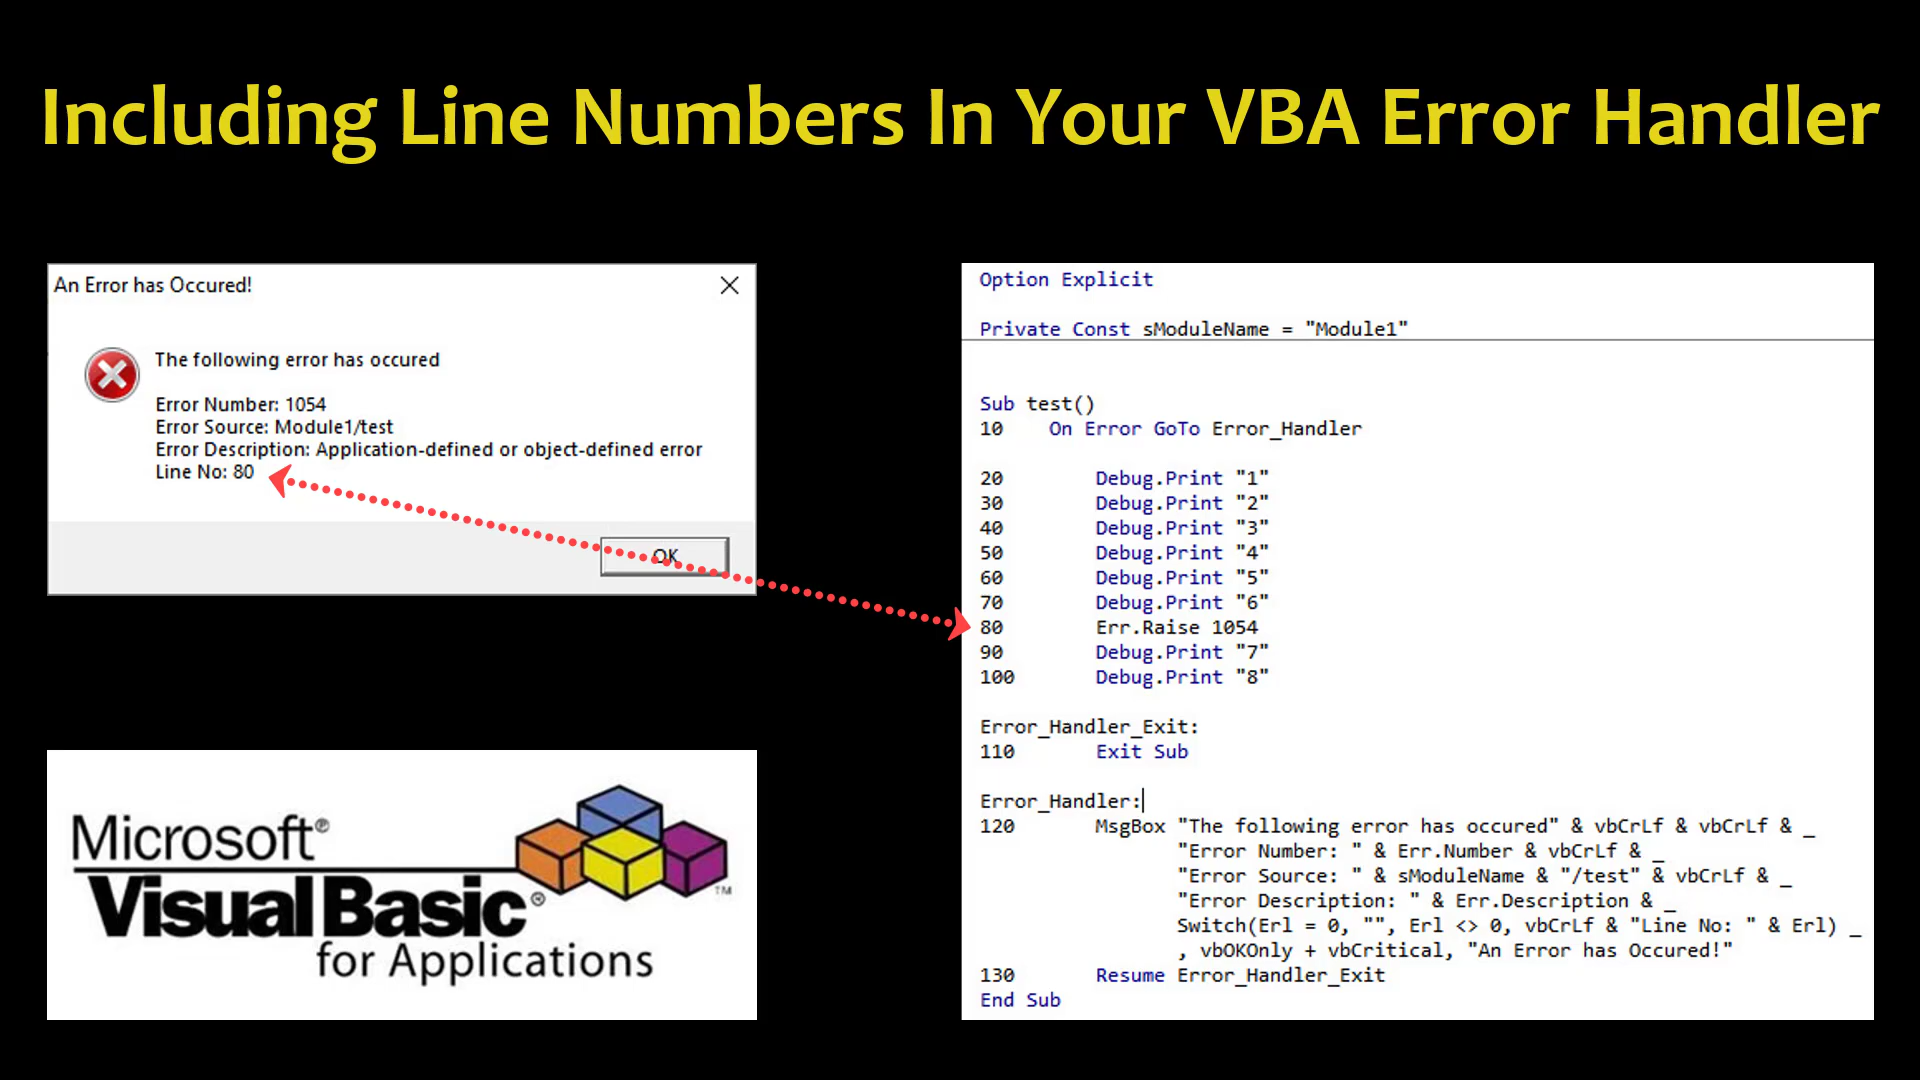 Including Line Numbers In Your VBA Error Handler
An Error has Occured!
The following error has occured
Error Number: 1054
Error Source: Module1/test
Error Description: Application-defined or object-defined error
Line No: 80
OK
Microsoft®
Visual Basic®
for Applications
TM
Option Explicit
Private Const sModuleName = "Module1"
Sub test()
10 On Error GoTo Error_Handler
20 Debug.Print "1"
30 Debug.Print "2"
40 Debug.Print "3"
50 Debug.Print "4"
60 Debug.Print "5"
70 Debug.Print "6"
80 Err.Raise 1054
90 Debug.Print "7"
100 Debug.Print "8"
Error_Handler_Exit:
110 Exit Sub
Error_Handler:
120 MsgBox "The following error has occured" & vbCrLf & vbCrLf & _
"Error Number: " & Err.Number & vbCrLf & _
"Error Source: " & sModuleName & "/test" & vbCrLf & _
"Error Description: " & Err.Description & _
Switch(Erl = 0, "", Erl <> 0, vbCrLf & "Line No: " & Erl) _
, vbOKOnly + vbCritical, "An Error has Occured!"
130 Resume Error_Handler_Exit
End Sub